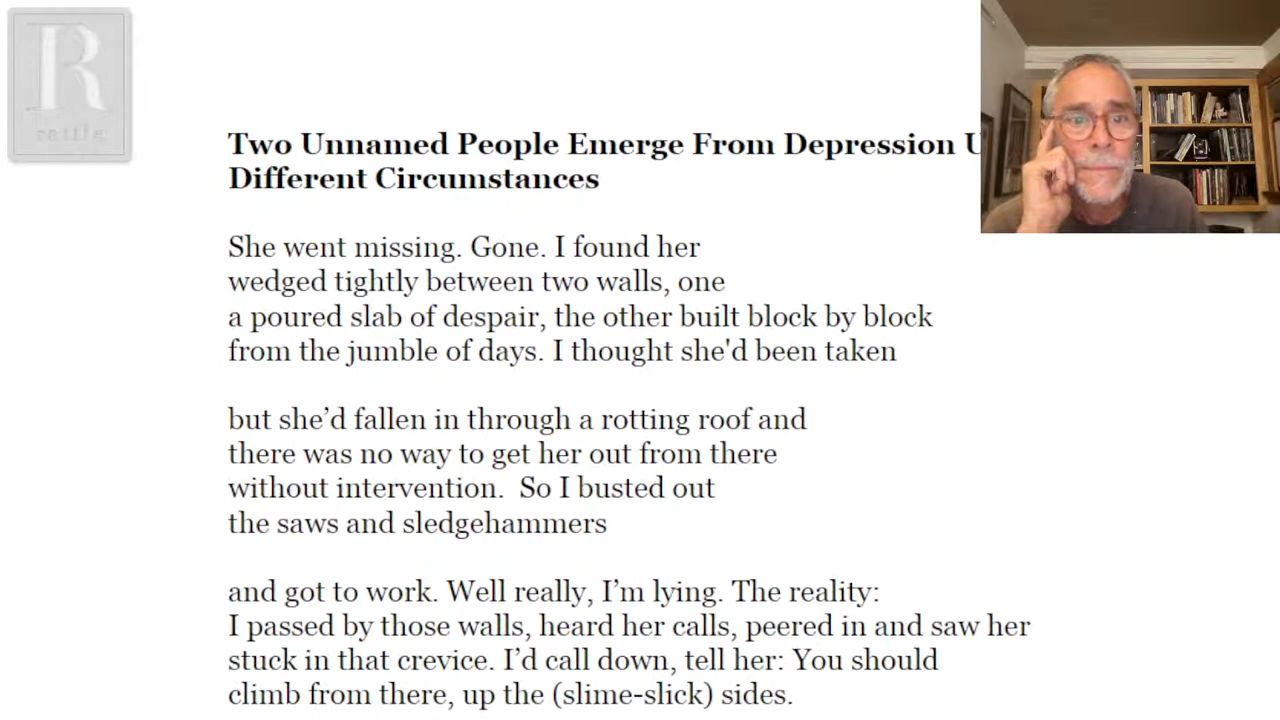 R
rattle
Two Unnamed People Emerge From Depression
Different Circumstances
She went missing. Gone. I found her
wedged tightly between two walls, one
a poured slab of despair, the other built block by block
from the jumble of days. I thought she'd been taken
but she’d fallen in through a rotting roof and
there was no way to get her out from there
without intervention.  So I busted out
the saws and sledgehammers
and got to work. Well really, I’m lying. The reality:
I passed by those walls, heard her calls, peered in and saw her
stuck in that crevice. I’d call down, tell her: You should
climb from there, up the (slime-slick) sides.